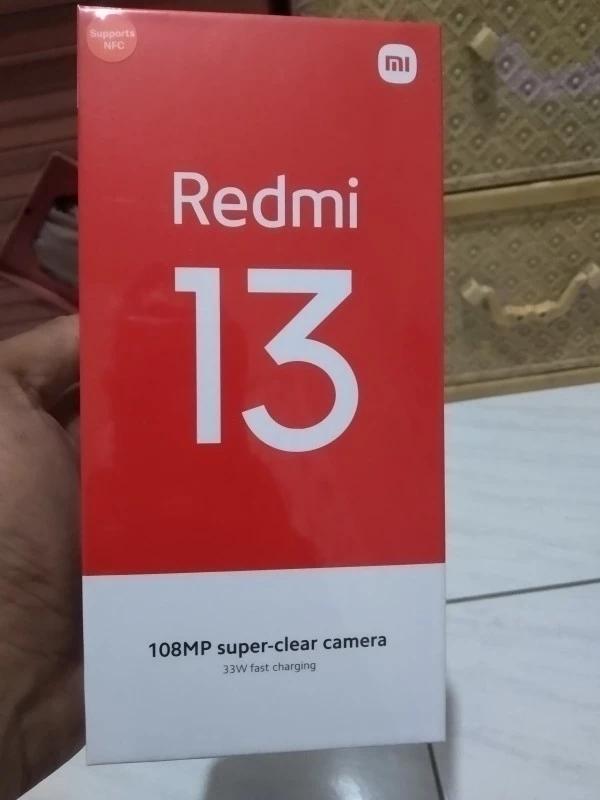 Supports
NFC
mi
Redmi
13
108MP super-clear camera
33W fast charging